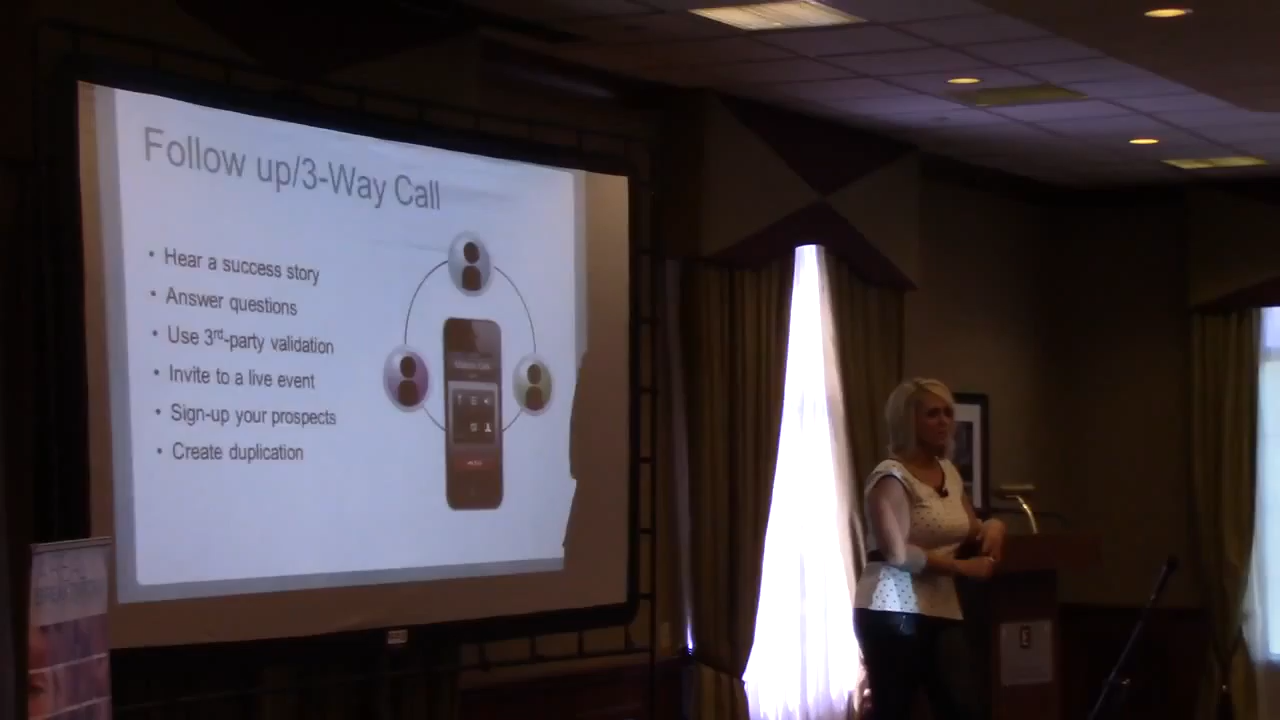 Follow up/3-Way Call
• Hear a success story
• Answer questions
• Use 3rd-party validation
• Invite to a live event
• Sign-up your prospects
• Create duplication